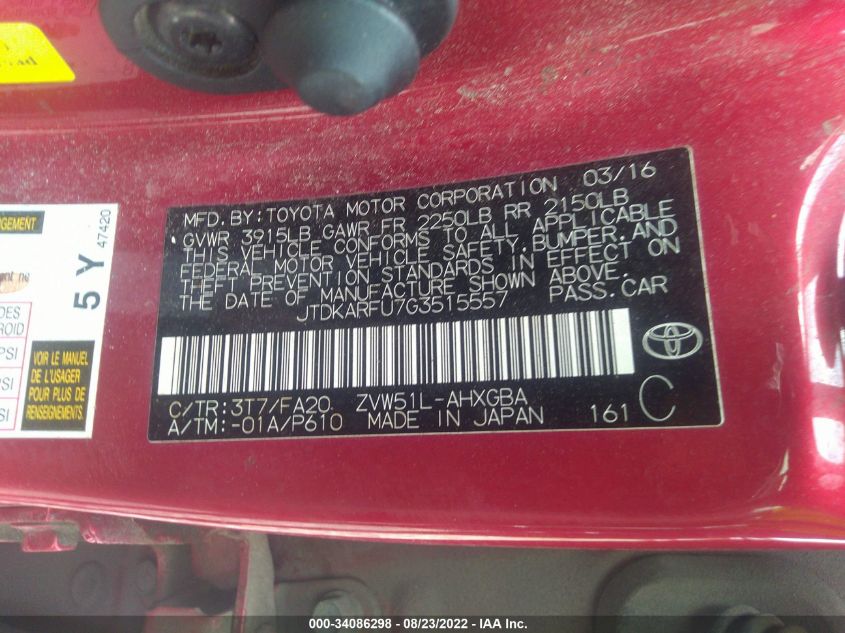 MFD. BY: TOYOTA MOTOR CORPORATION 03/16
GVWR 3915LB GAWR FR 2250LB RR 2150LB
THIS VEHICLE CONFORMS TO ALL APPLICABLE
FEDERAL MOTOR VEHICLE SAFETY, BUMPER, AND
THEFT PREVENTION STANDARDS IN EFFECT ON
THE DATE OF MANUFACTURE SHOWN ABOVE.
JTDKARFU7G3515557 PASS. CAR
C/TR: 3T7/FA20 ZVW51L-AHXGBA
A/TM: -01A/P610 MADE IN JAPAN 161 C
5 Y 47420
PSI
VOIR LE MANUEL
DE L'USAGER
POUR PLUS DE
RENSEIGNEMENTS
PSI
000-34086298 - 08/23/2022 - IAA, Inc.